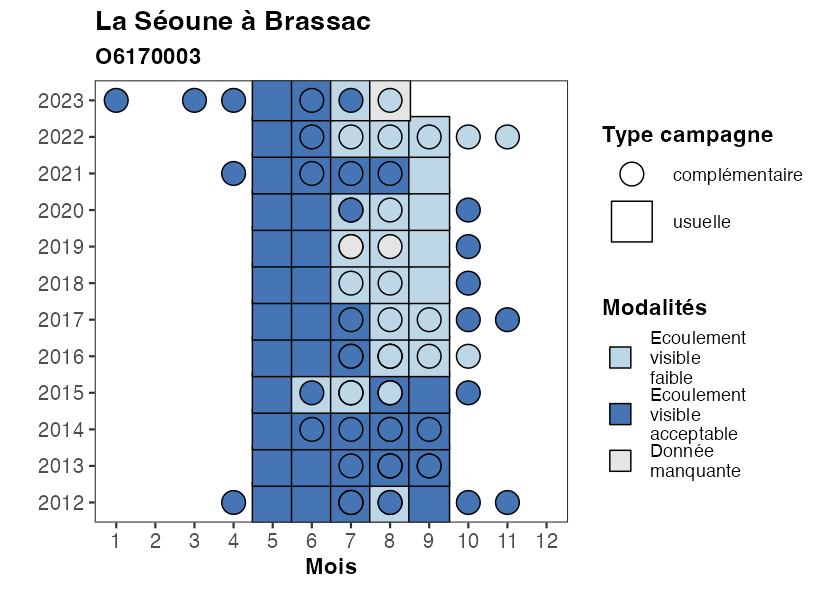 La Séoune à Brassac
O6170003
2023
2022
2021
2020
2019
2018
2017
2016
2015
2014
2013
2012
1 2 3 4 5 6 7 8 9 10 11 12
Mois
Type campagne
complémentaire
usuelle
Modalités
Ecoulement
visible
faible
Ecoulement
visible
acceptable
Donnée
manquante